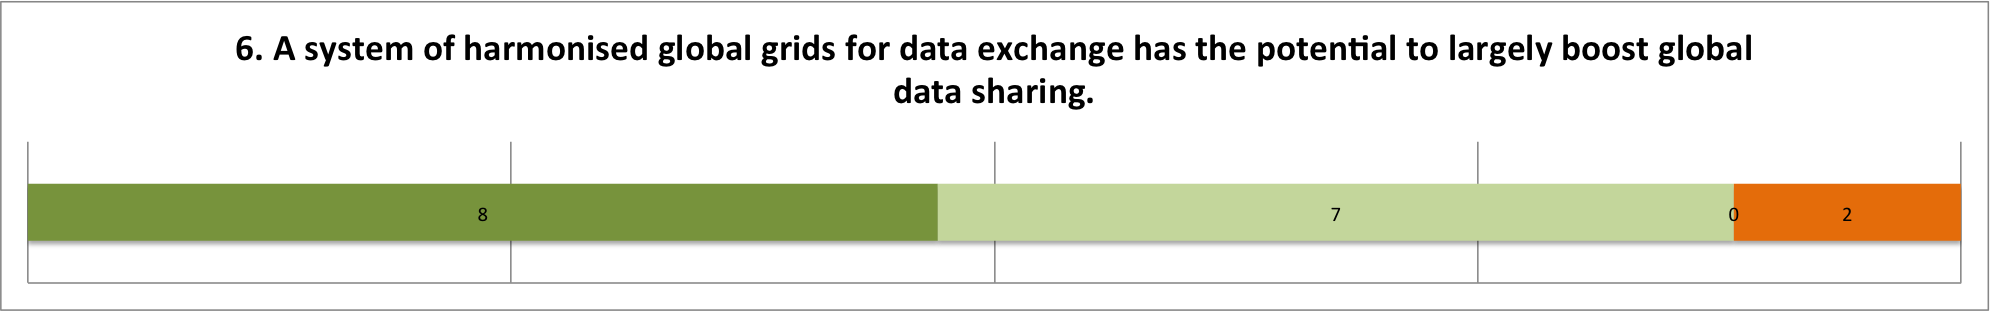 6. A system of harmonised global grids for data exchange has the potential to largely boost global
data sharing.
8 7 0 2